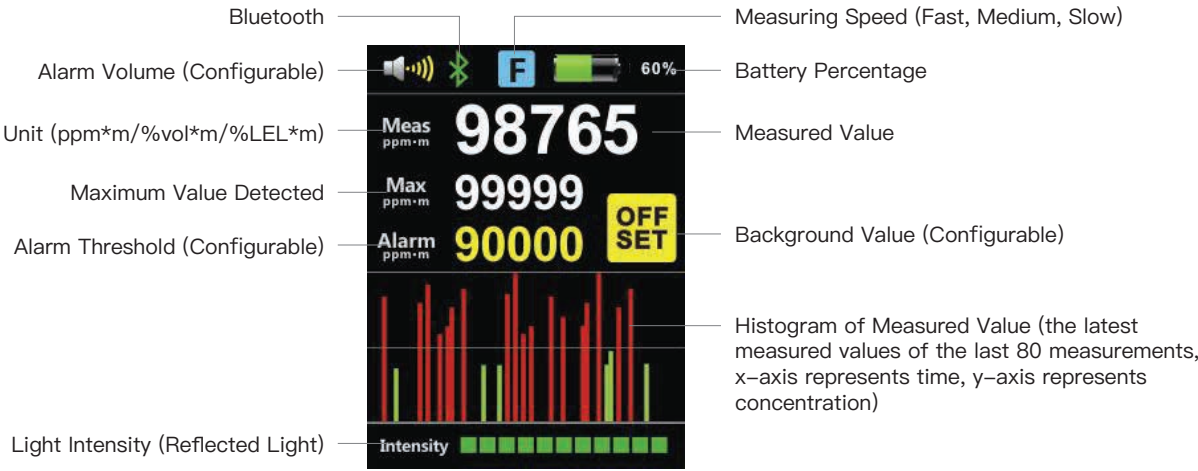 Bluetooth
Measuring Speed (Fast, Medium, Slow)
Alarm Volume (Configurable)
F
60%
Battery Percentage
Unit (ppm*m/%vol*m/%LEL*m)
Meas
ppm·m
98765
Measured Value
Maximum Value Detected
Max
ppm·m
99999
Alarm Threshold (Configurable)
Alarm
ppm·m
90000
OFF
SET
Background Value (Configurable)
Histogram of Measured Value (the latest
measured values of the last 80 measurements,
x-axis represents time, y-axis represents
concentration)
Light Intensity (Reflected Light)
Intensity